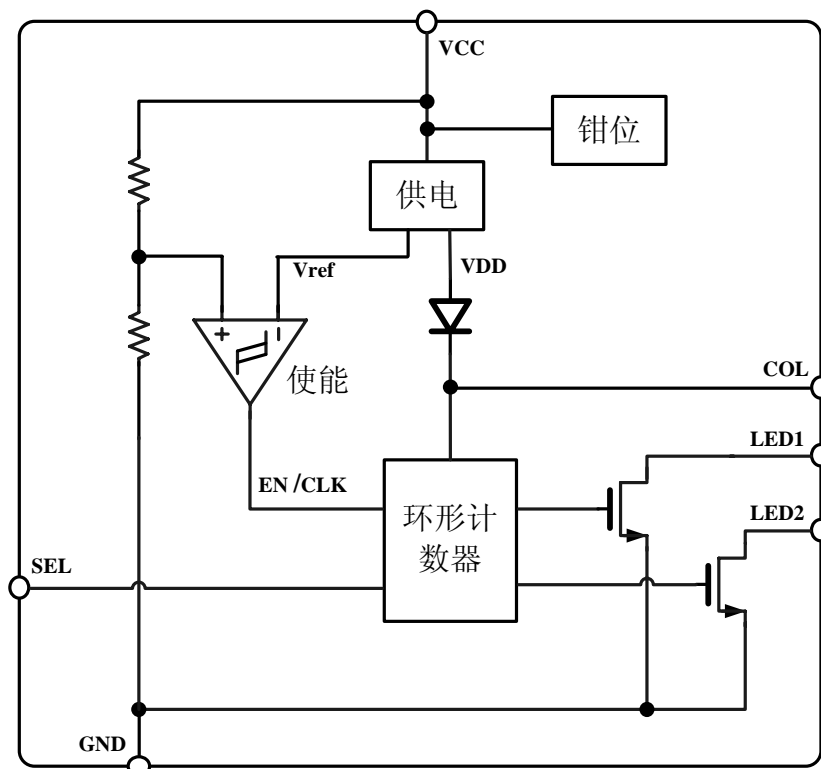 VCC
钳位
供电
Vref
VDD
+
使能
COL
LED1
EN/CLK
环形计
数器
LED2
SEL
GND